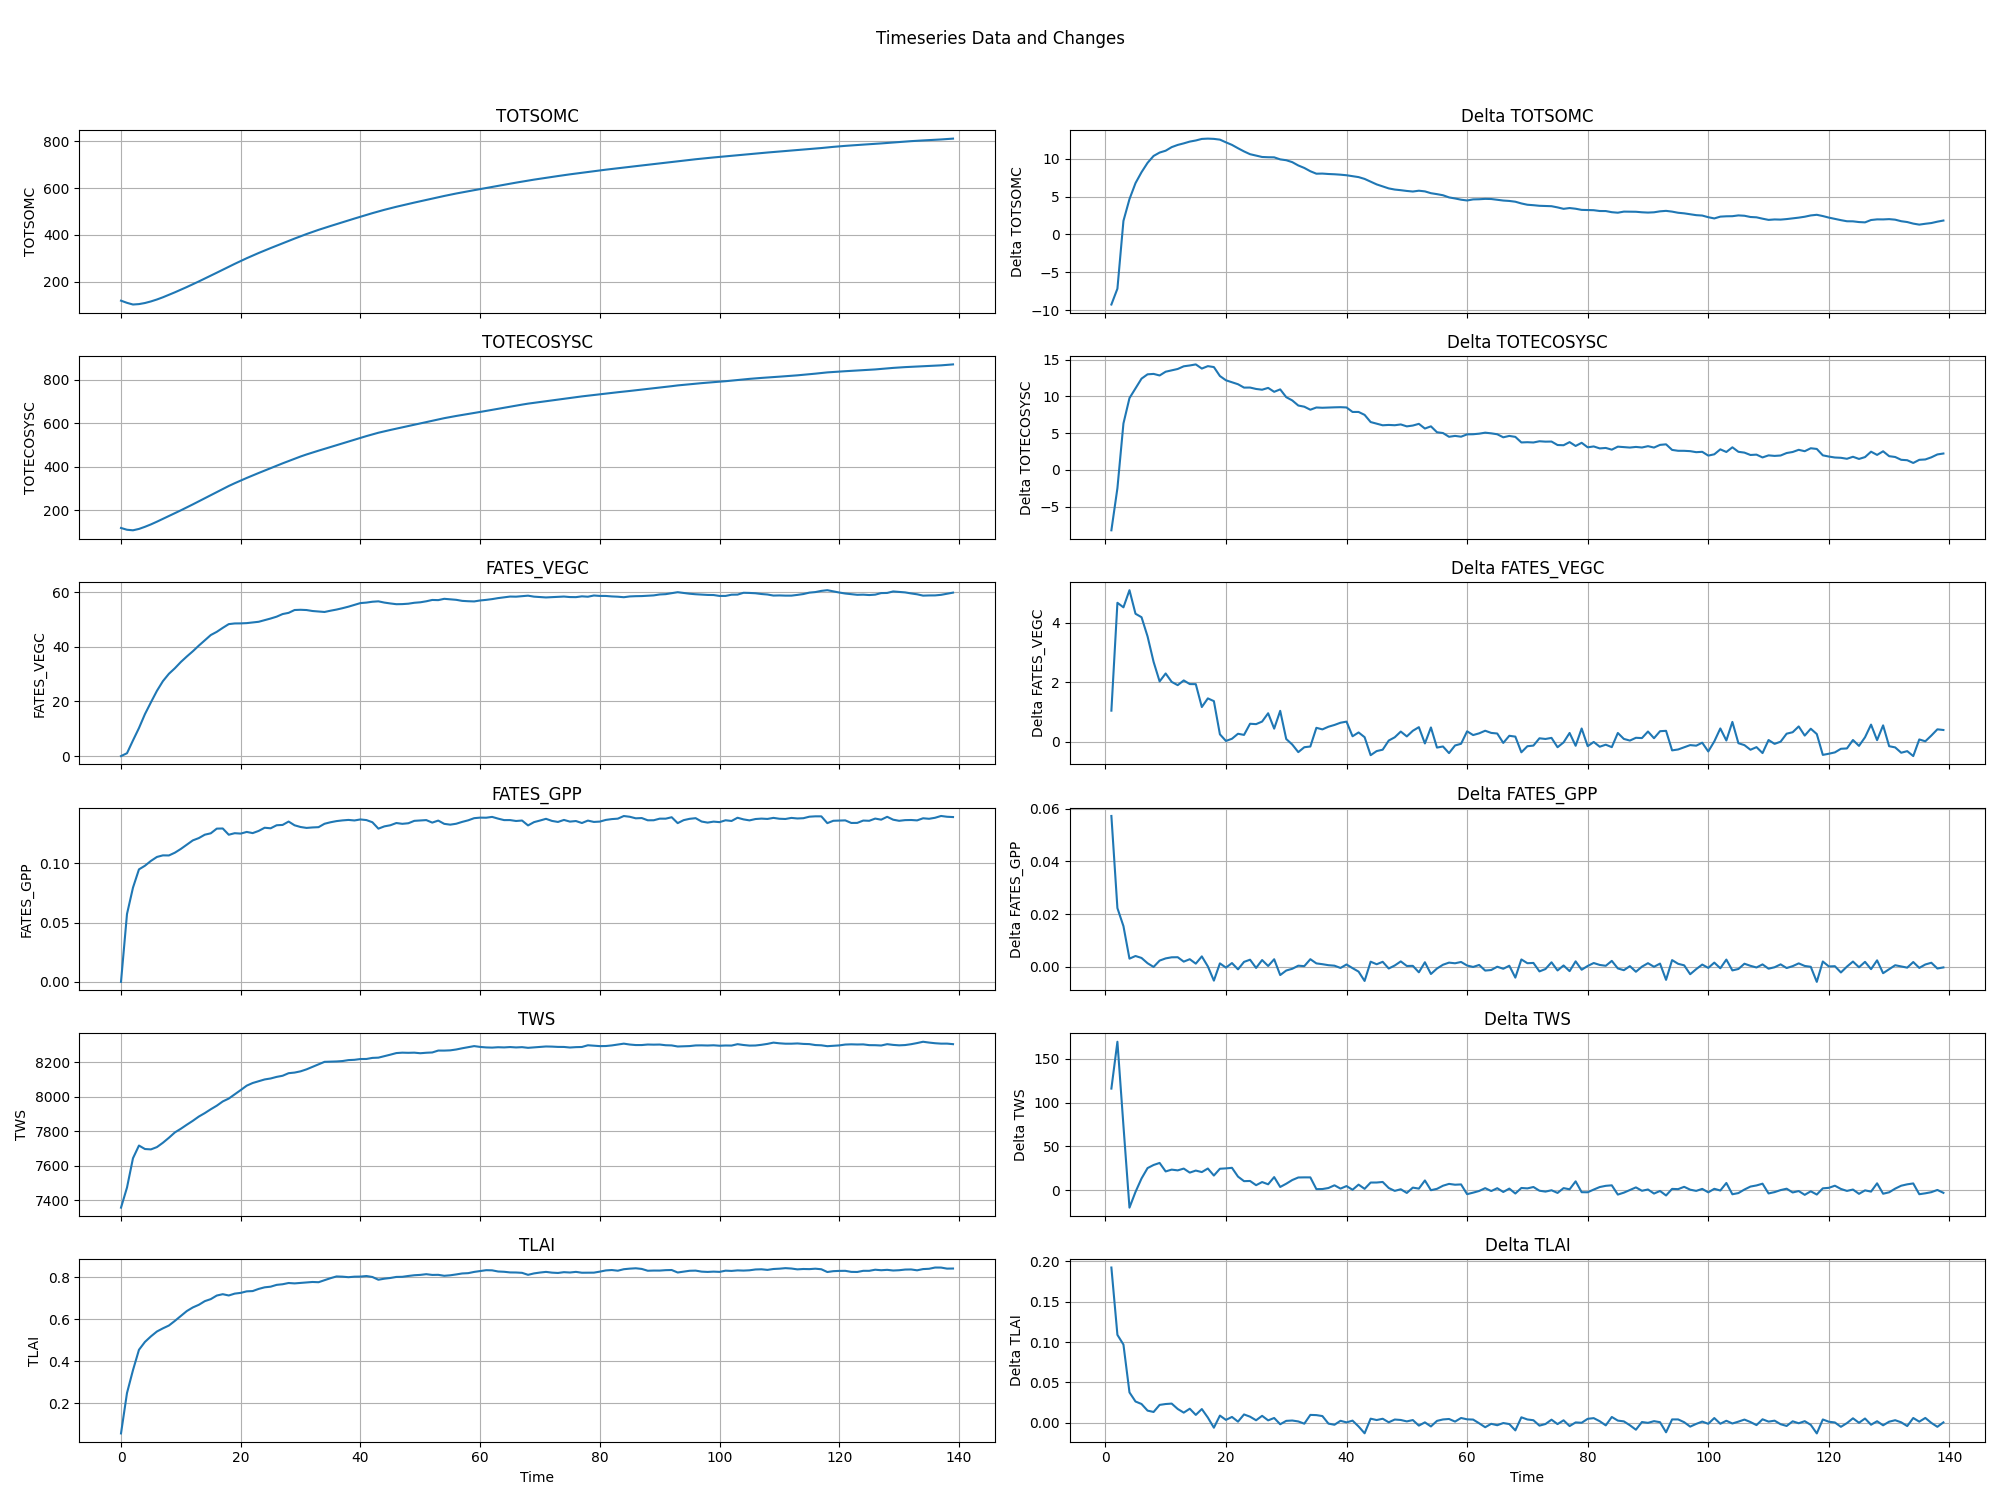 Timeseries Data and Changes
TOTSOMC
TOTSOMC
800
600
400
200
0
20
40
60
80
100
120
140
Delta TOTSOMC
Delta TOTSOMC
10
5
0
−5
−10
TOTECOSYSC
TOTECOSYSC
800
600
400
200
Delta TOTECOSYSC
Delta TOTECOSYSC
15
10
5
0
−5
FATES_VEGC
FATES_VEGC
60
40
20
0
Delta FATES_VEGC
Delta FATES_VEGC
4
2
0
FATES_GPP
FATES_GPP
0.10
0.05
0.00
Delta FATES_GPP
Delta FATES_GPP
0.06
0.04
0.02
0.00
TWS
TWS
8200
8000
7800
7600
7400
Delta TWS
Delta TWS
150
100
50
0
TLAI
TLAI
0.8
0.6
0.4
0.2
Time
Delta TLAI
Delta TLAI
0.20
0.15
0.10
0.05
0.00
0
20
40
60
80
100
120
140
Time